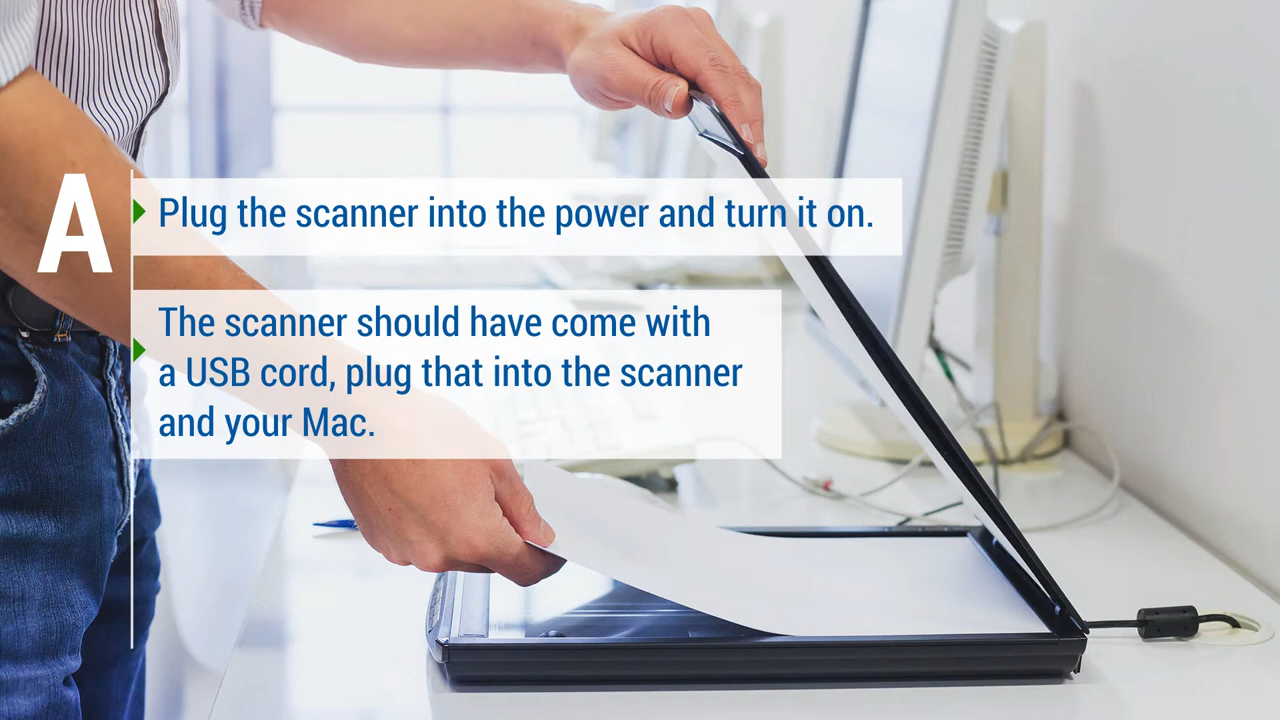 A
Plug the scanner into the power and turn it on.
The scanner should have come with
a USB cord, plug that into the scanner
and your Mac.